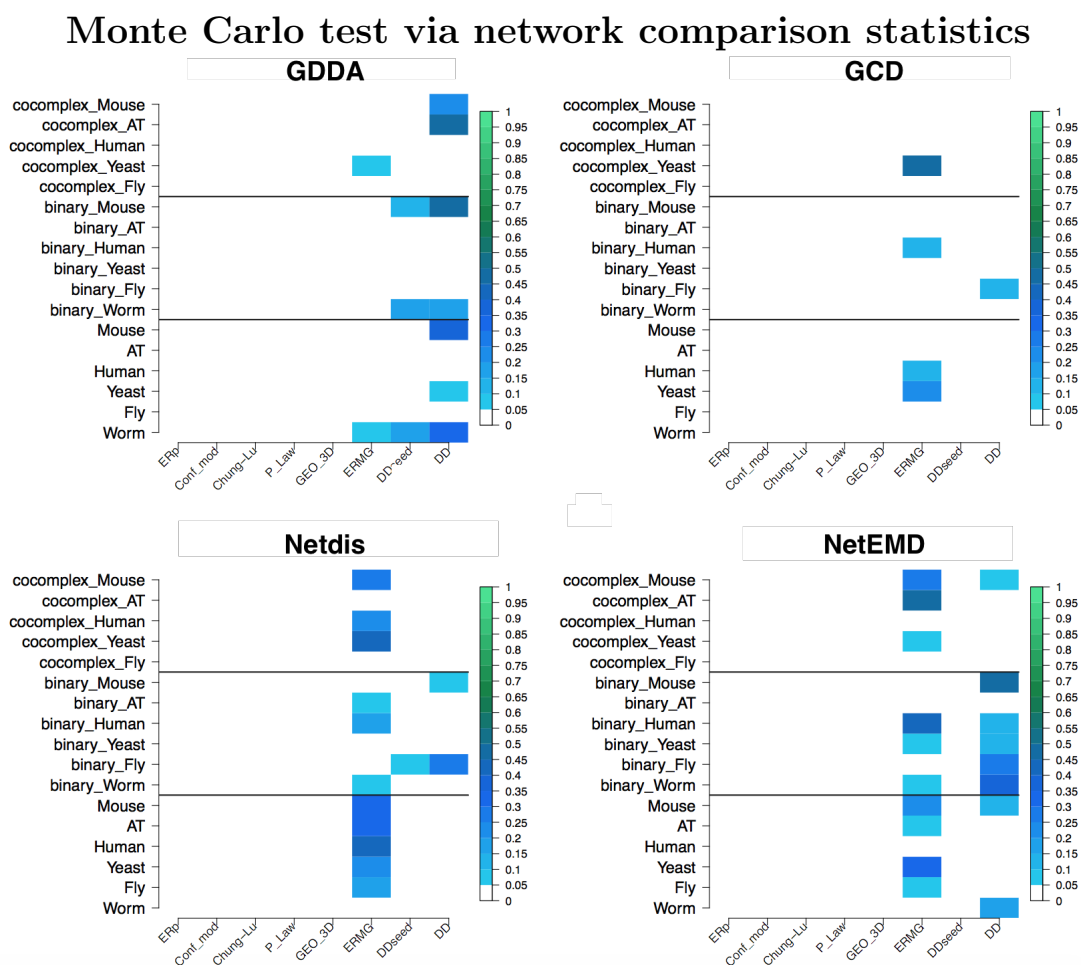 Monte Carlo test via network comparison statistics
GDDA
cocomplex_Mouse
cocomplex_AT
cocomplex_Human
cocomplex_Yeast
cocomplex_Fly
binary_Mouse
binary_AT
binary_Human
binary_Yeast
binary_Fly
binary_Worm
Mouse
AT
Human
Yeast
Fly
Worm
ERp
Conf_mod
Chung-Lu
P_Law
GEO_3D
ERMG
DD
1
0.95
0.9
0.85
0.8
0.75
0.7
0.65
0.6
0.55
0.5
0.45
0.4
0.35
0.3
0.25
0.2
0.15
0.1
0.05
0
GCD
cocomplex_Mouse
cocomplex_AT
cocomplex_Human
cocomplex_Yeast
cocomplex_Fly
binary_Mouse
binary_AT
binary_Human
binary_Yeast
binary_Fly
binary_Worm
Mouse
AT
Human
Yeast
Fly
Worm
ERp
Conf_mod
Chung-Lu
P_Law
GEO_3D
ERMG
DDseed
DD
1
0.95
0.9
0.85
0.8
0.75
0.7
0.65
0.6
0.55
0.5
0.45
0.4
0.35
0.3
0.25
0.2
0.15
0.1
0.05
0
Netdis
cocomplex_Mouse
cocomplex_AT
cocomplex_Human
cocomplex_Yeast
cocomplex_Fly
binary_Mouse
binary_AT
binary_Human
binary_Yeast
binary_Fly
binary_Worm
Mouse
AT
Human
Yeast
Fly
Worm
ERp
Conf_mod
Chung-Lu
P_Law
GEO_3D
ERMG
DDseed
DD
1
0.95
0.9
0.85
0.8
0.75
0.7
0.65
0.6
0.55
0.5
0.45
0.4
0.35
0.3
0.25
0.2
0.15
0.1
0.05
0
NetEMD
cocomplex_Mouse
cocomplex_AT
cocomplex_Human
cocomplex_Yeast
cocomplex_Fly
binary_Mouse
binary_AT
binary_Human
binary_Yeast
binary_Fly
binary_Worm
Mouse
AT
Human
Yeast
Fly
Worm
ERp
Conf_mod
Chung-Lu
P_Law
GEO_3D
ERMG
DDseed
DD
1
0.95
0.9
0.85
0.8
0.75
0.7
0.65
0.6
0.55
0.5
0.45
0.4
0.35
0.3
0.25
0.2
0.15
0.1
0.05
0